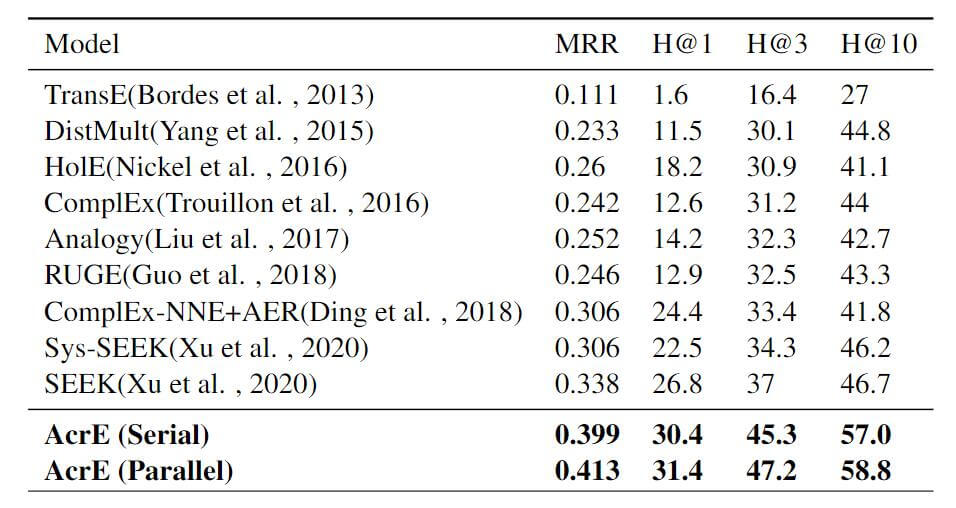 Model MRR H@1 H@3 H@10
TransE(Bordes et al. , 2013) 0.111 1.6 16.4 27
DistMult(Yang et al. , 2015) 0.233 11.5 30.1 44.8
HolE(Nickel et al. , 2016) 0.26 18.2 30.9 41.1
ComplEx(Trouillon et al. , 2016) 0.242 12.6 31.2 44
Analogy(Liu et al. , 2017) 0.252 14.2 32.3 42.7
RUGE(Guo et al. , 2018) 0.246 12.9 32.5 43.3
ComplEx-NNE+AER(Ding et al. , 2018) 0.306 24.4 33.4 41.8
Sys-SEEK(Xu et al. , 2020) 0.306 22.5 34.3 46.2
SEEK(Xu et al. , 2020) 0.338 26.8 37 46.7
AcrE (Serial) 0.399 30.4 45.3 57.0
AcrE (Parallel) 0.413 31.4 47.2 58.8